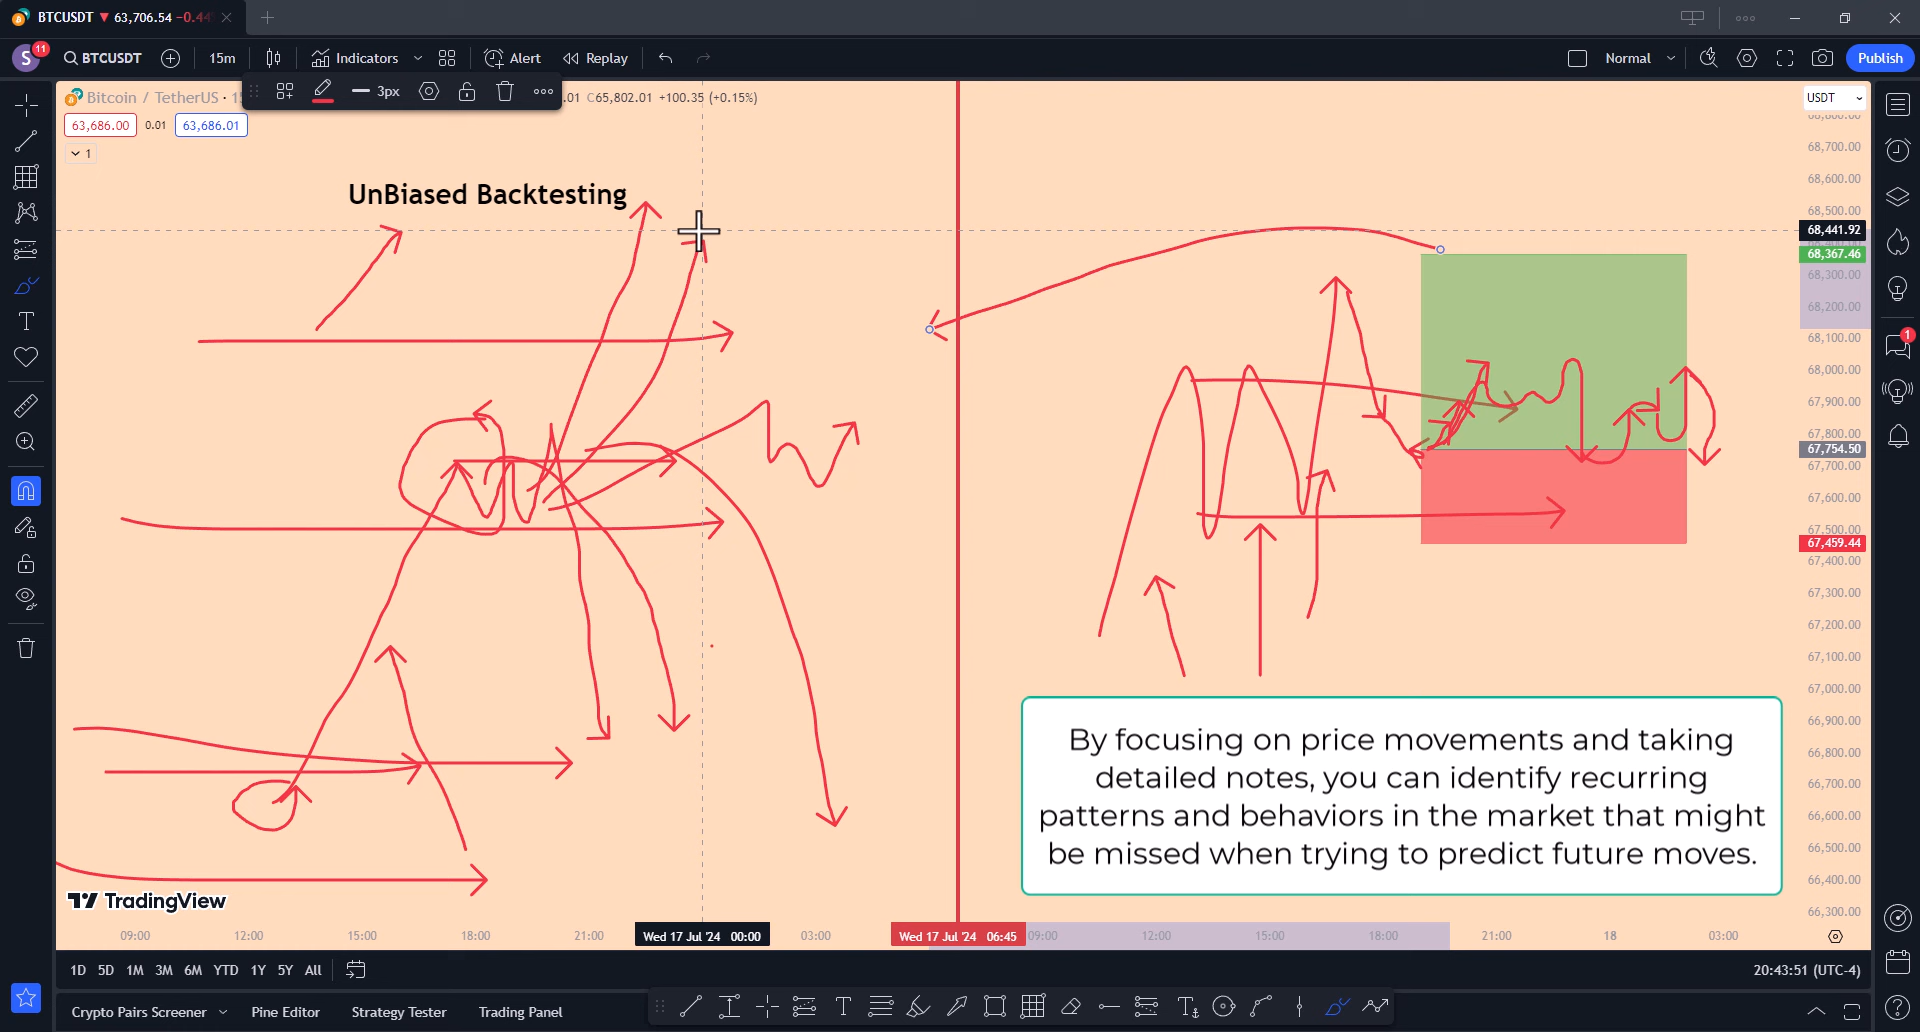 BTCUSDT ▼ 63,706.54 −0.44
S 11 BTCUSDT 15m Indicators Alert Replay Normal Publish
3px
Bitcoin / TetherUS · 1 .01 C65,802.01 +100.35 (+0.15%)
63,686.00 0.01 63,686.01
1
UnBiased Backtesting
USDT
68,800.00
68,700.00
68,600.00
68,500.00
68,441.92
68,367.46
68,300.00
68,200.00
68,100.00
68,000.00
67,900.00
67,800.00
67,754.50
67,700.00
67,600.00
67,500.00
67,459.44
67,400.00
67,300.00
67,200.00
67,100.00
67,000.00
66,900.00
66,800.00
66,700.00
66,600.00
66,500.00
66,400.00
66,300.00
1
By focusing on price movements and taking
detailed notes, you can identify recurring
patterns and behaviors in the market that might
be missed when trying to predict future moves.
TradingView
09:00 12:00 15:00 18:00 21:00 Wed 17 Jul '24 00:00 03:00 Wed 17 Jul '24 06:45 09:00 12:00 15:00 18:00 21:00 18 03:00
1D 5D 1M 3M 6M YTD 1Y 5Y All 20:43:51 (UTC-4)
Crypto Pairs Screener Pine Editor Strategy Tester Trading Panel